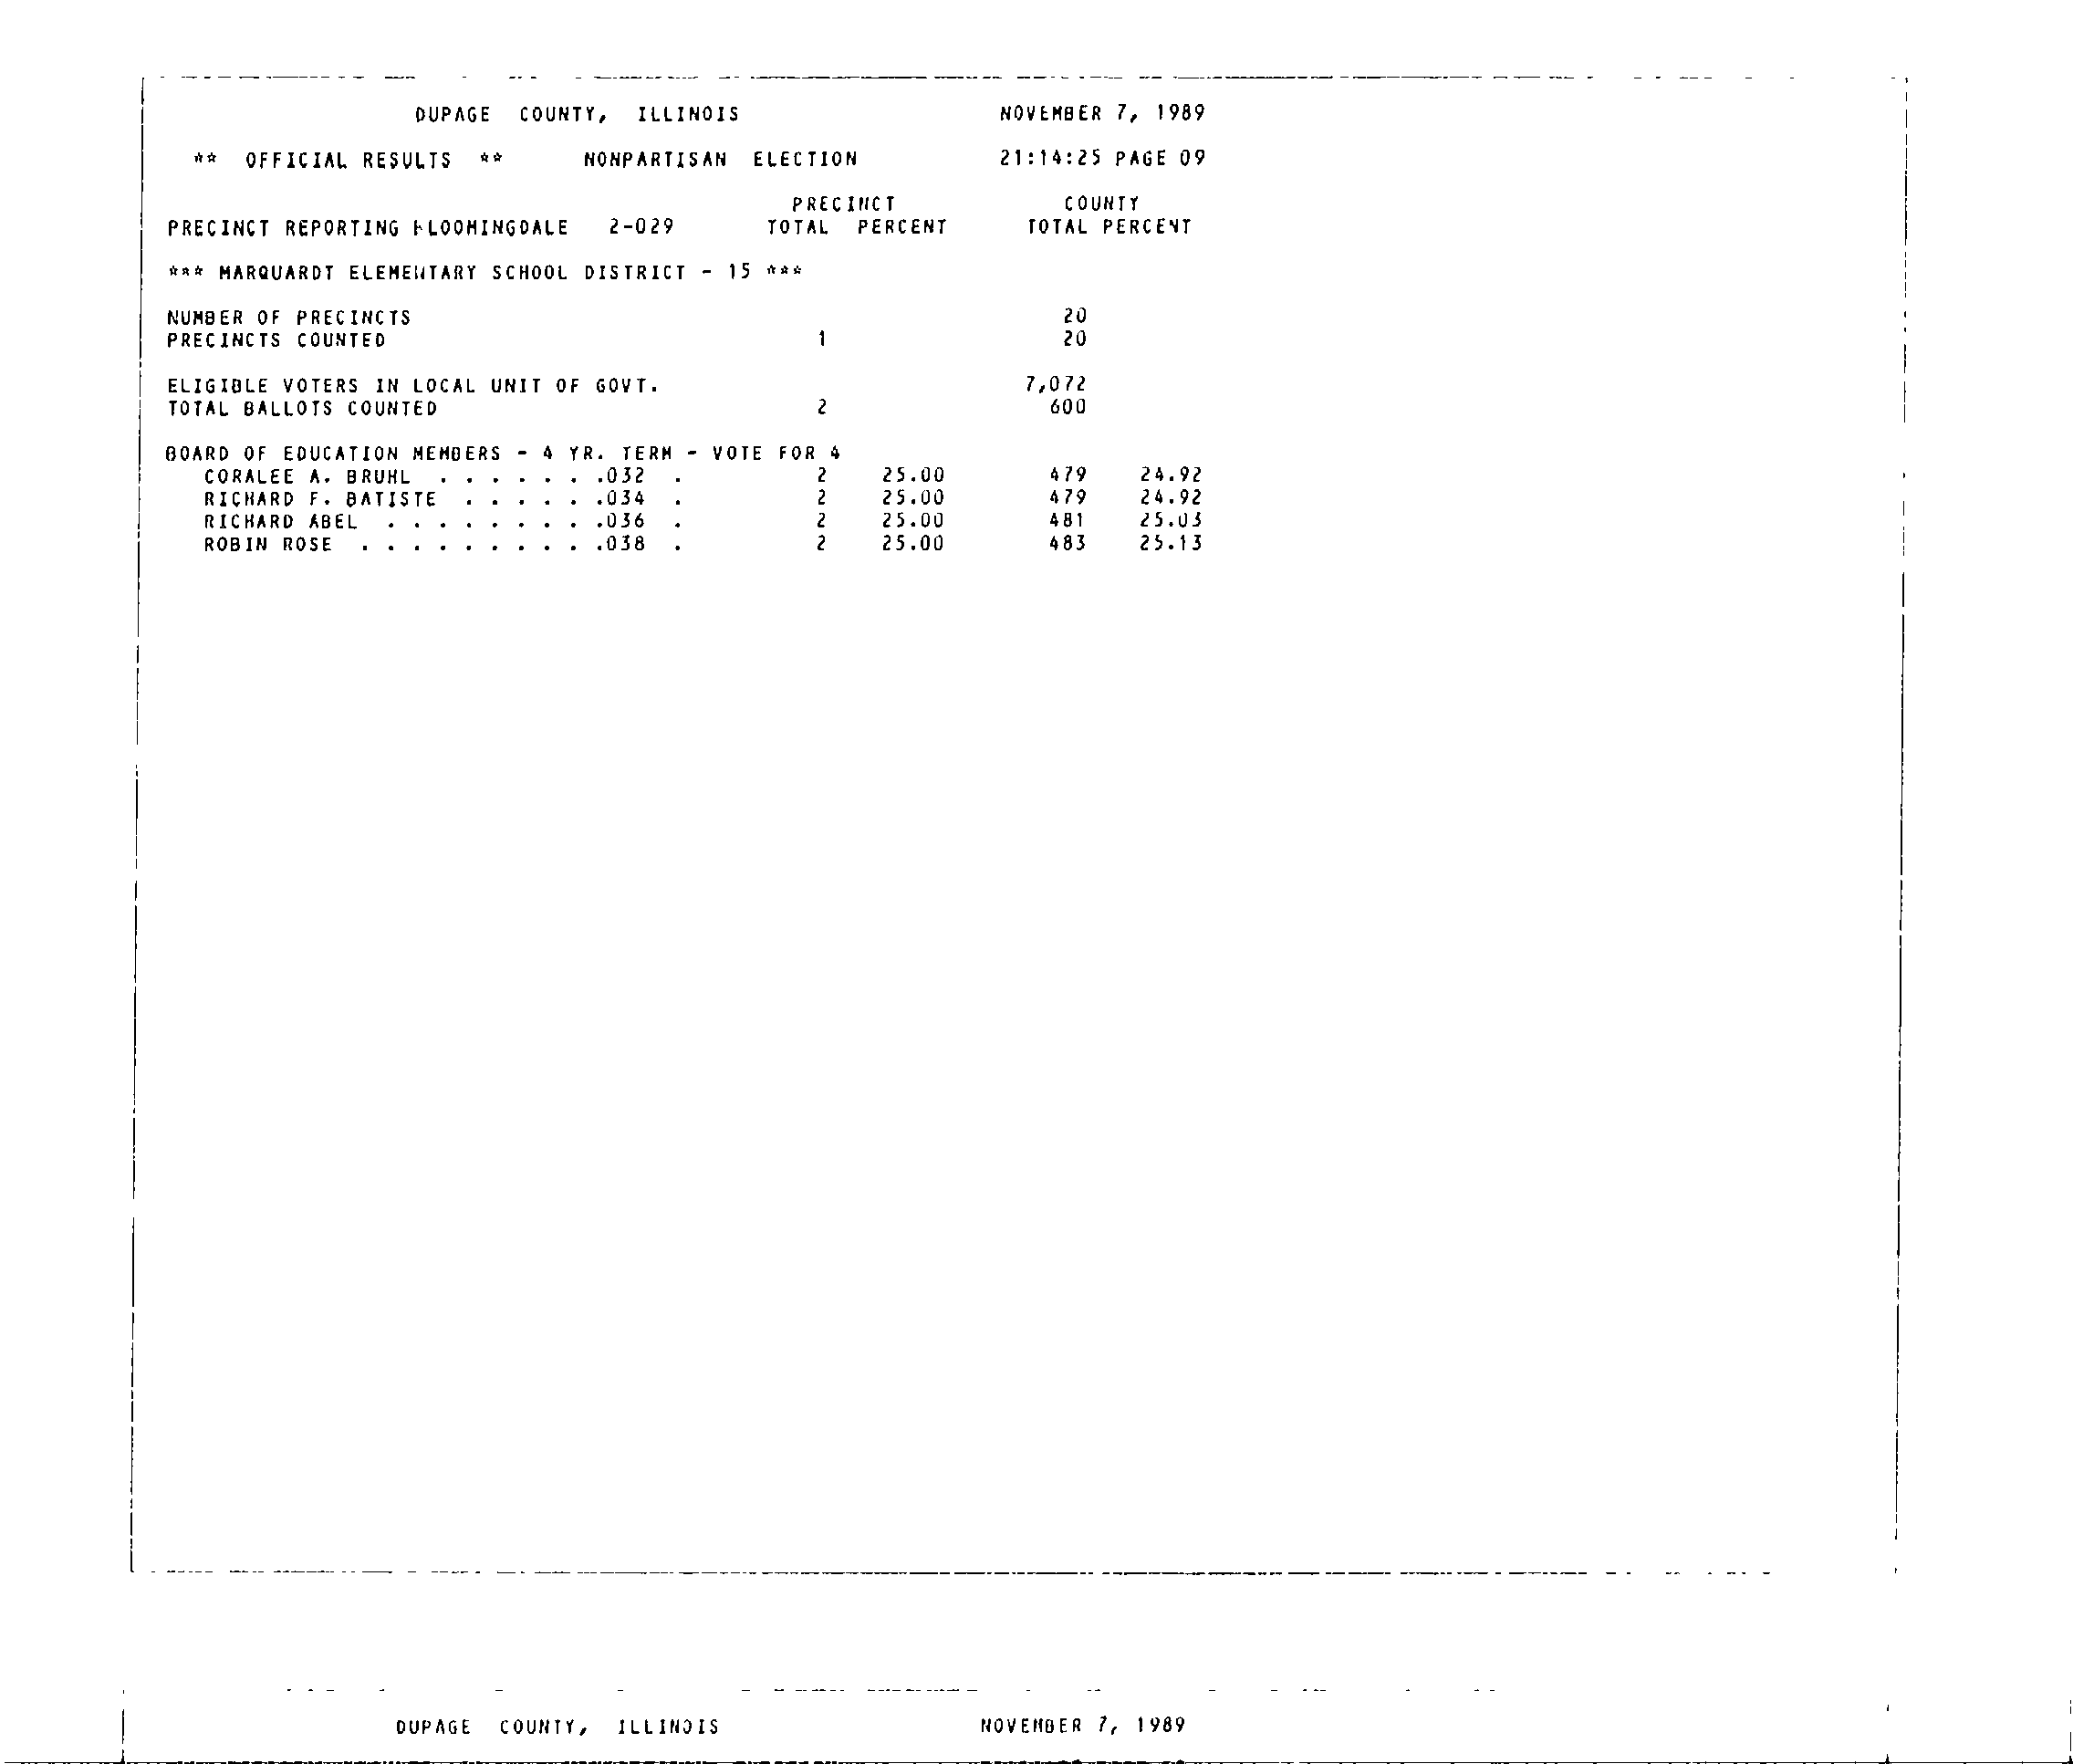 DUPAGE COUNTY, ILLINOIS NOVEMBER 7, 1989
** OFFICIAL RESULTS ** NONPARTISAN ELECTION 21:14:25 PAGE 09
PRECINCT COUNTY
PRECINCT REPORTING BLOOMINGDALE 2-029 TOTAL PERCENT TOTAL PERCENT
*** MARQUARDT ELEMENTARY SCHOOL DISTRICT - 15 ***
NUMBER OF PRECINCTS 20
PRECINCTS COUNTED 1 20
ELIGIBLE VOTERS IN LOCAL UNIT OF GOVT. 7,072
TOTAL BALLOTS COUNTED 2 600
BOARD OF EDUCATION MEMBERS - 4 YR. TERM - VOTE FOR 4
CORALEE A. BRUHL . . . . . . .032 . 2 25.00 479 24.92
RICHARD F. BATISTE . . . . . .034 . 2 25.00 479 24.92
RICHARD ABEL . . . . . . . . .036 . 2 25.00 481 25.03
ROBIN ROSE . . . . . . . . . .038 . 2 25.00 483 25.13
DUPAGE COUNTY, ILLINOIS NOVEMBER 7, 1989